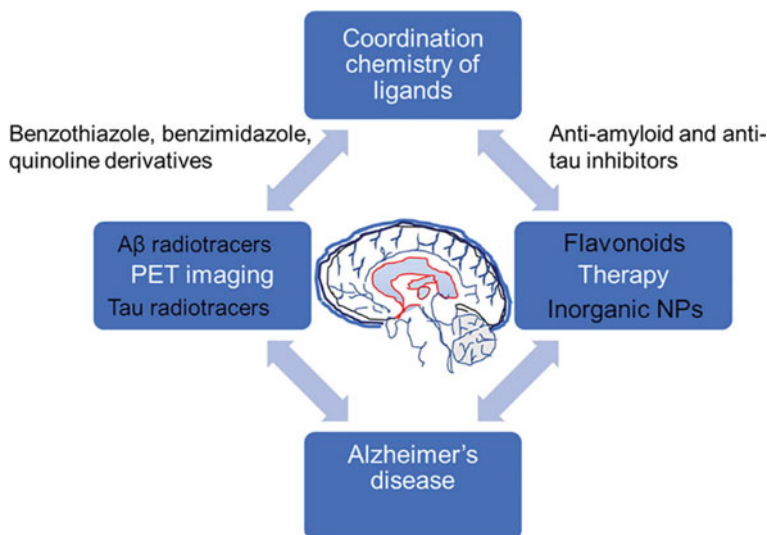 Coordination
chemistry of
ligands
Benzothiazole, benzimidazole,
quinoline derivatives
Anti-amyloid and anti-
tau inhibitors
Aβ radiotracers
PET imaging
Tau radiotracers
Flavonoids
Therapy
Inorganic NPs
Alzheimer’s
disease